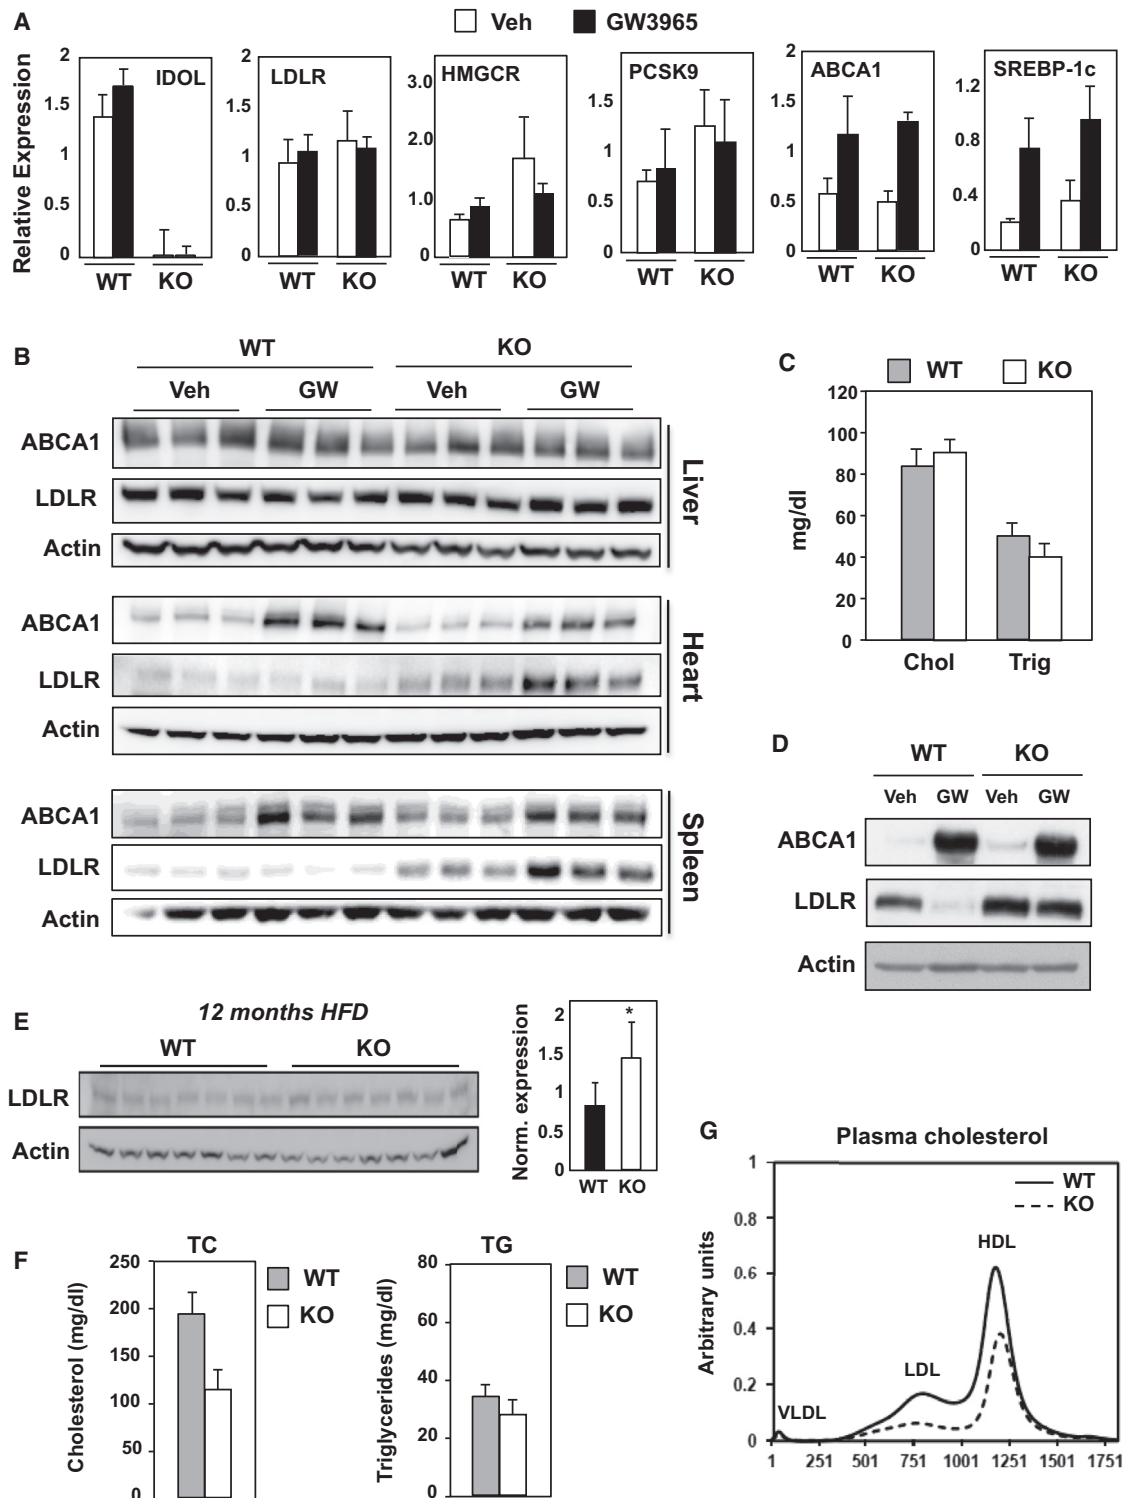 A
Veh GW3965
Relative Expression
2
1.5
1
0.5
0
IDOL
WT KO
2
1.5
1
0.5
0
LDLR
WT KO
3.0
2.0
1.0
0
HMGCR
WT KO
1.5
1
0.5
0
PCSK9
WT KO
2
1.5
1
0.5
0
ABCA1
WT KO
1.2
0.8
0.4
0
SREBP-1c
WT KO
B
WT KO
Veh GW Veh GW
ABCA1
LDLR
Actin
Liver
ABCA1
LDLR
Actin
Heart
ABCA1
LDLR
Actin
Spleen
C
WT KO
mg/dl
120
100
80
60
40
20
0
Chol Trig
D
WT KO
Veh GW Veh GW
ABCA1
LDLR
Actin
E
12 months HFD
WT KO
LDLR
Actin
Norm. expression
2
1.5
1
0.5
0
*
WT KO
F
TC
Cholesterol (mg/dl)
250
200
150
100
50
0
WT
KO
TG
Triglycerides (mg/dl)
80
60
40
20
0
WT
KO
G
Plasma cholesterol
Arbitrary units
1
0.8
0.6
0.4
0.2
0
WT
KO
HDL
LDL
VLDL
1 251 501 751 1001 1251 1501 1751